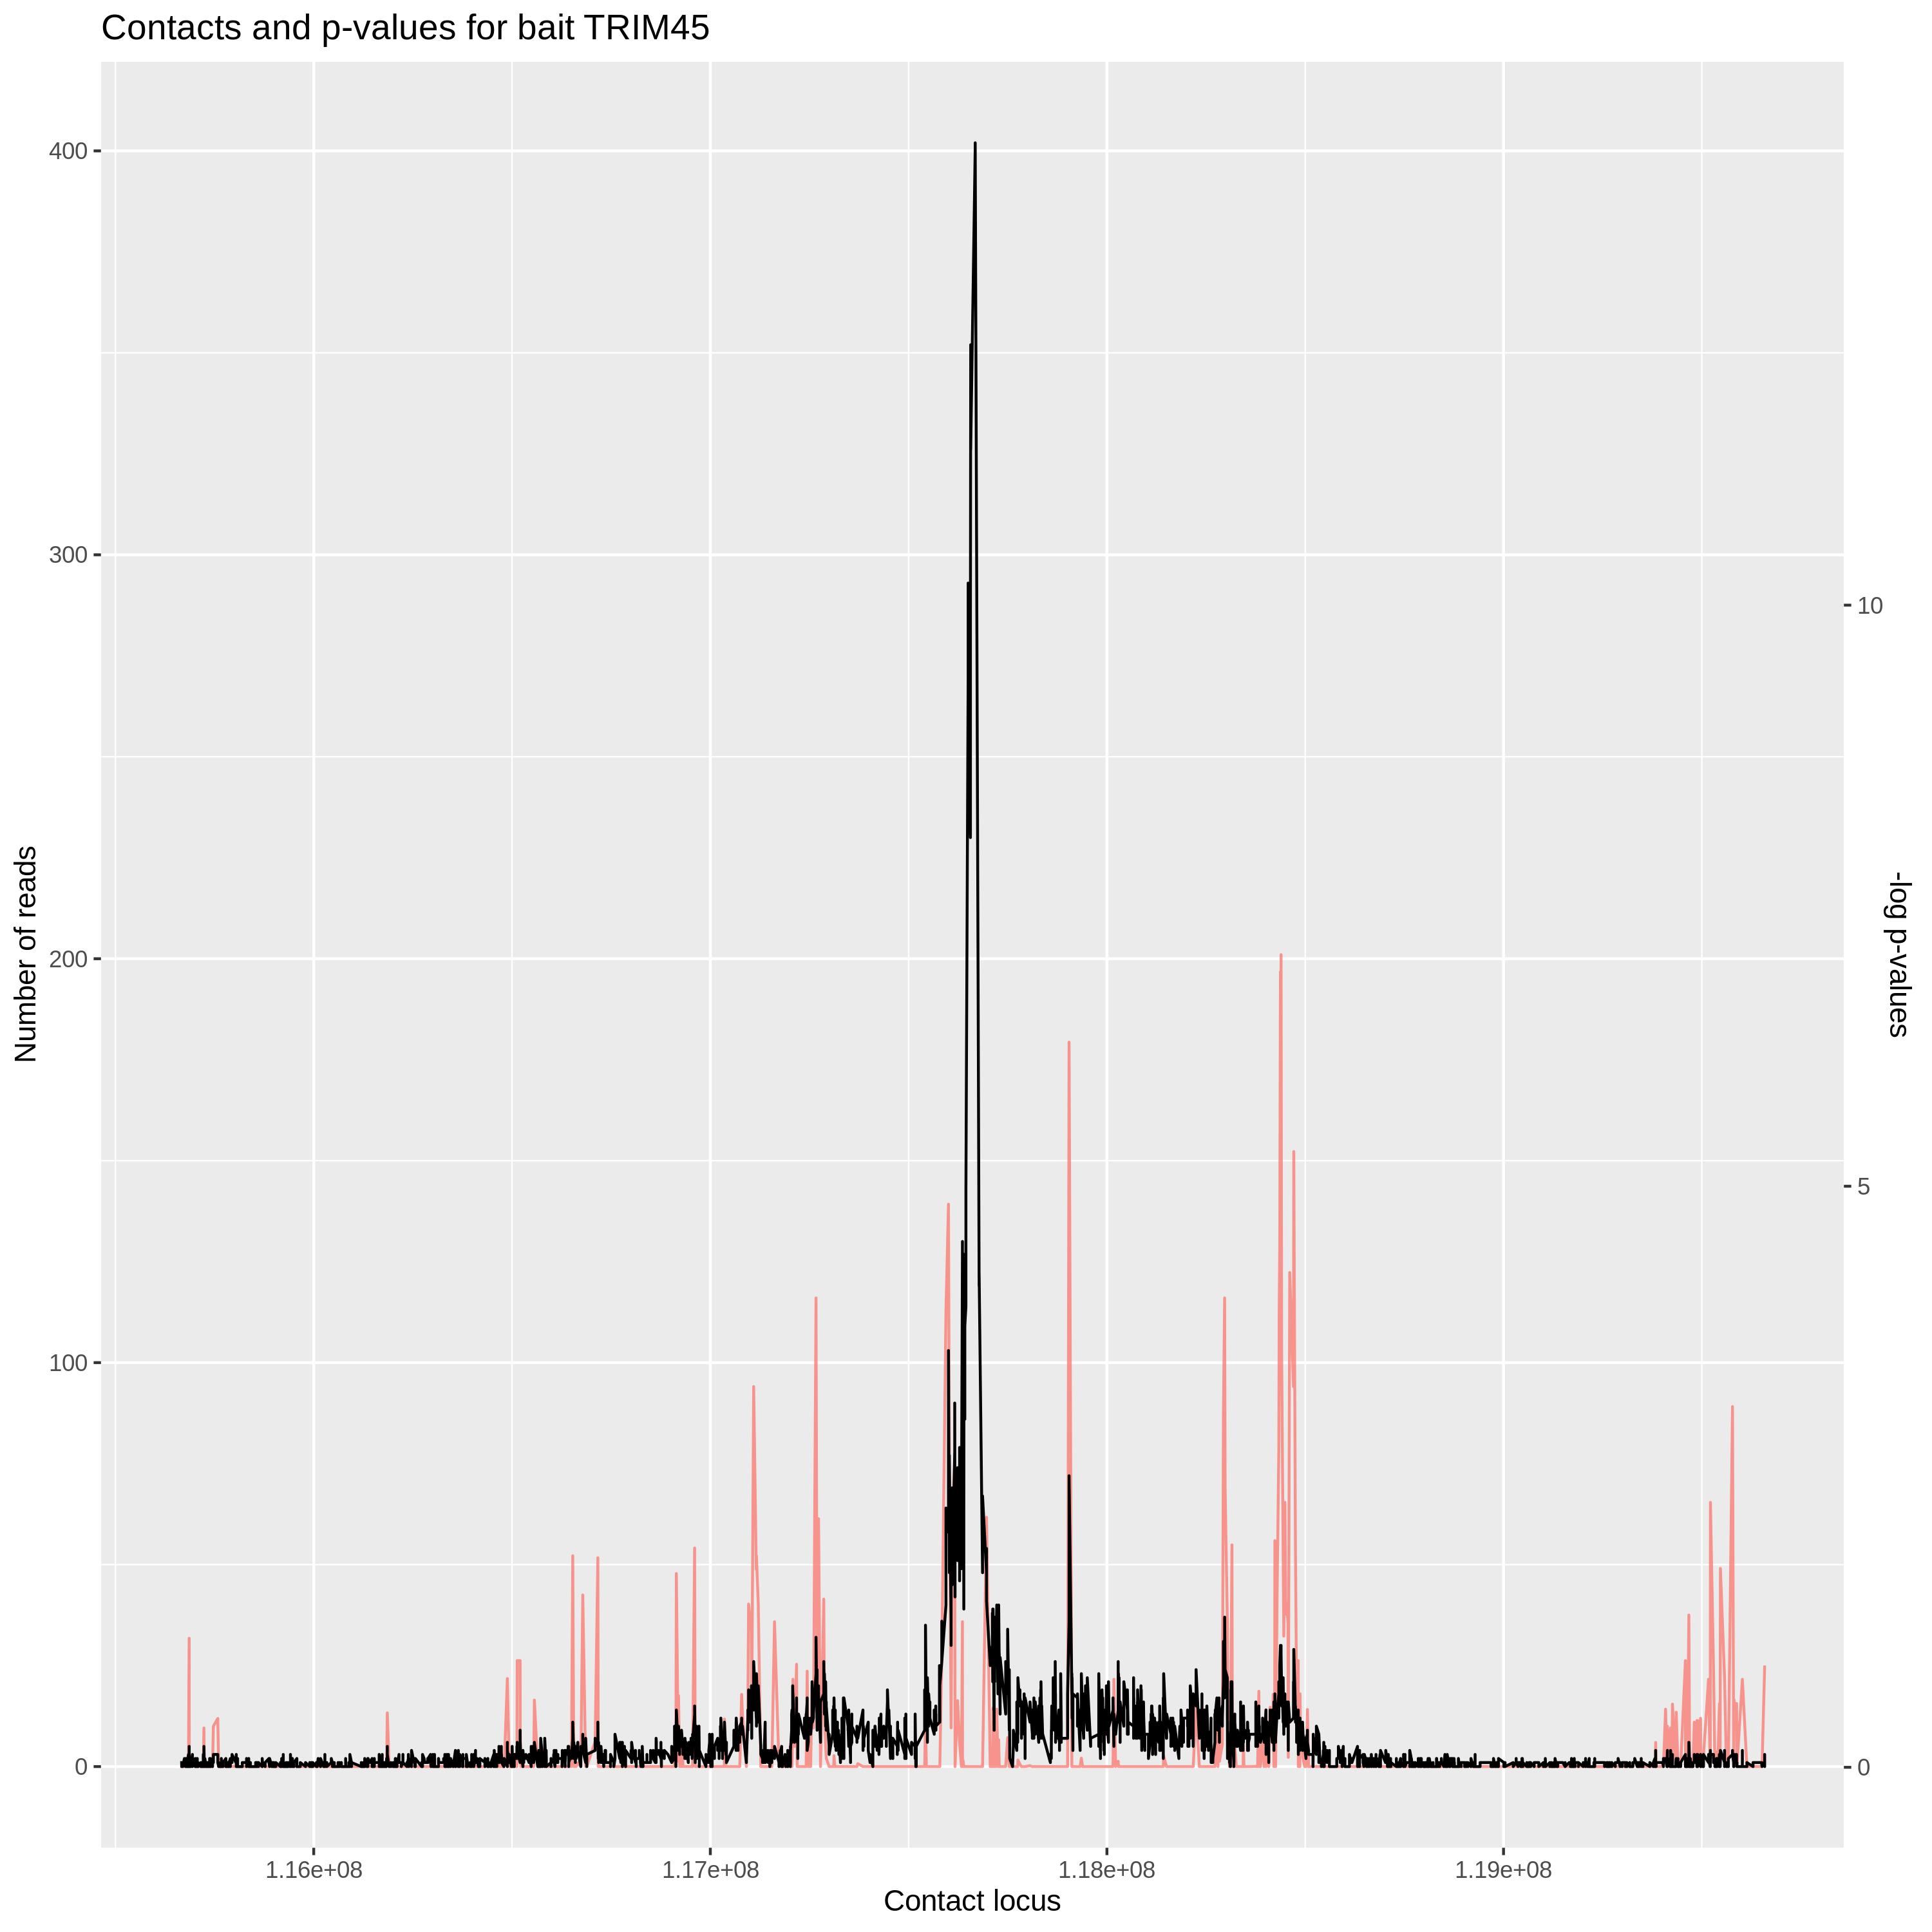 Contacts and p-values for bait TRIM45
400
300
200
100
0
Number of reads
10
5
0
-log p-values
1.16e+08
1.17e+08
1.18e+08
1.19e+08
Contact locus